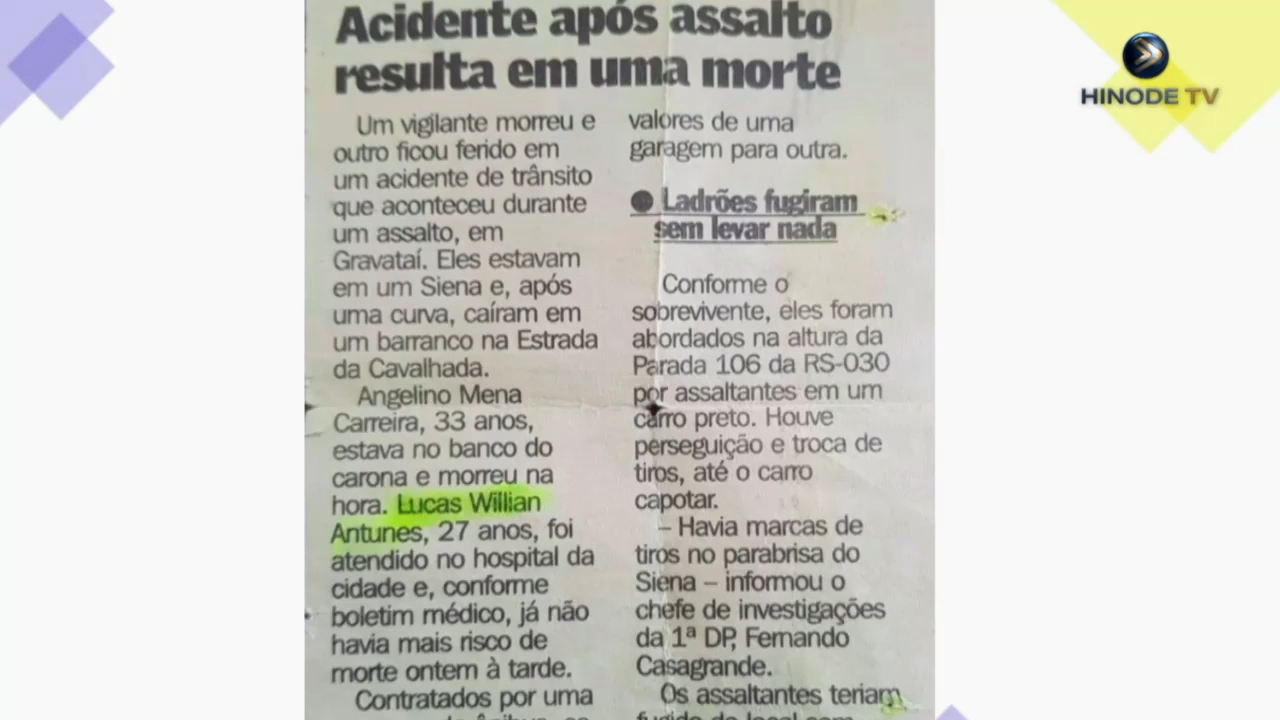 Acidente após assalto
resulta em uma morte
Um vigilante morreu e
outro ficou ferido em
um acidente de trânsito
que aconteceu durante
um assalto, em
Gravataí. Eles estavam
em um Siena e, após
uma curva, caíram em
um barranco na Estrada
da Cavalhada.
Angelino Mena
Carreira, 33 anos,
estava no banco do
carona e morreu na
hora. Lucas Willian
Antunes, 27 anos, foi
atendido no hospital da
cidade e, conforme
boletim médico, já não
havia mais risco de
morte ontem à tarde.
Contratados por uma
valores de uma
garagem para outra.
● Ladrões fugiram
sem levar nada
Conforme o
sobrevivente, eles foram
abordados na altura da
Parada 106 da RS-030
por assaltantes em um
carro preto. Houve
perseguição e troca de
tiros, até o carro
capotar.
– Havia marcas de
tiros no parabrisa do
Siena – informou o
chefe de investigações
da 1ª DP, Fernando
Casagrande.
Os assaltantes teriam
HINODE TV